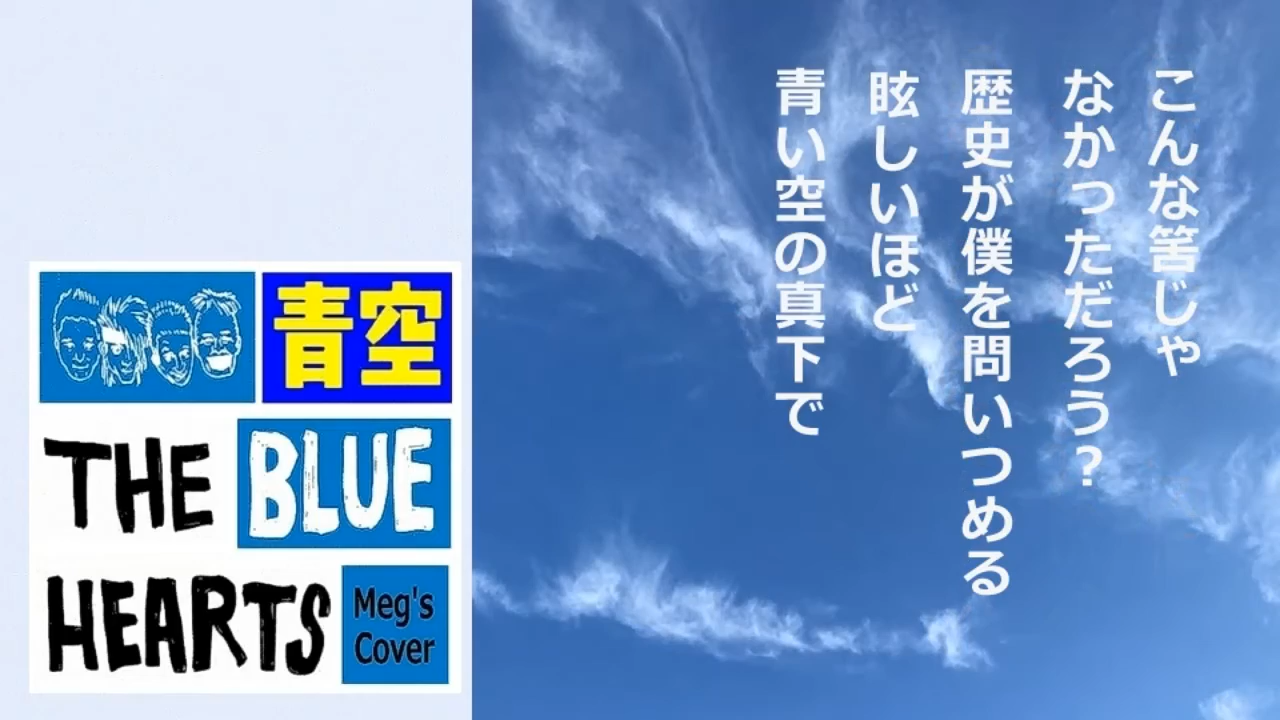 こんな筈じゃ
なかっただろう？
歴史が僕を問いつめる
眩しいほど
青い空の真下で
青空
THE BLUE
HEARTS
Meg's
Cover